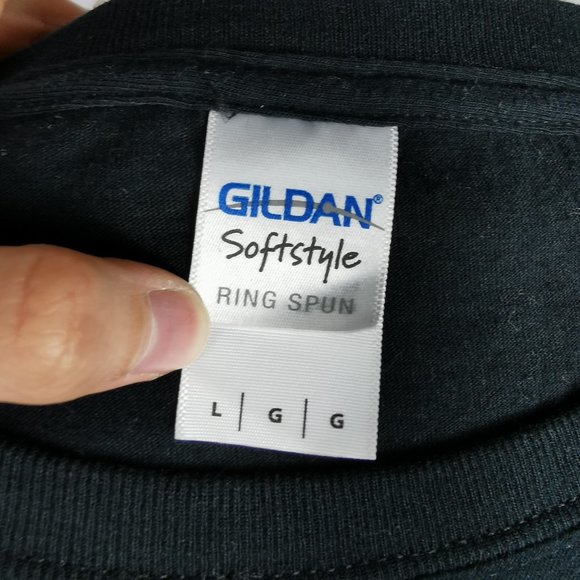 GILDAN®
Softstyle
RING SPUN
L | G | G